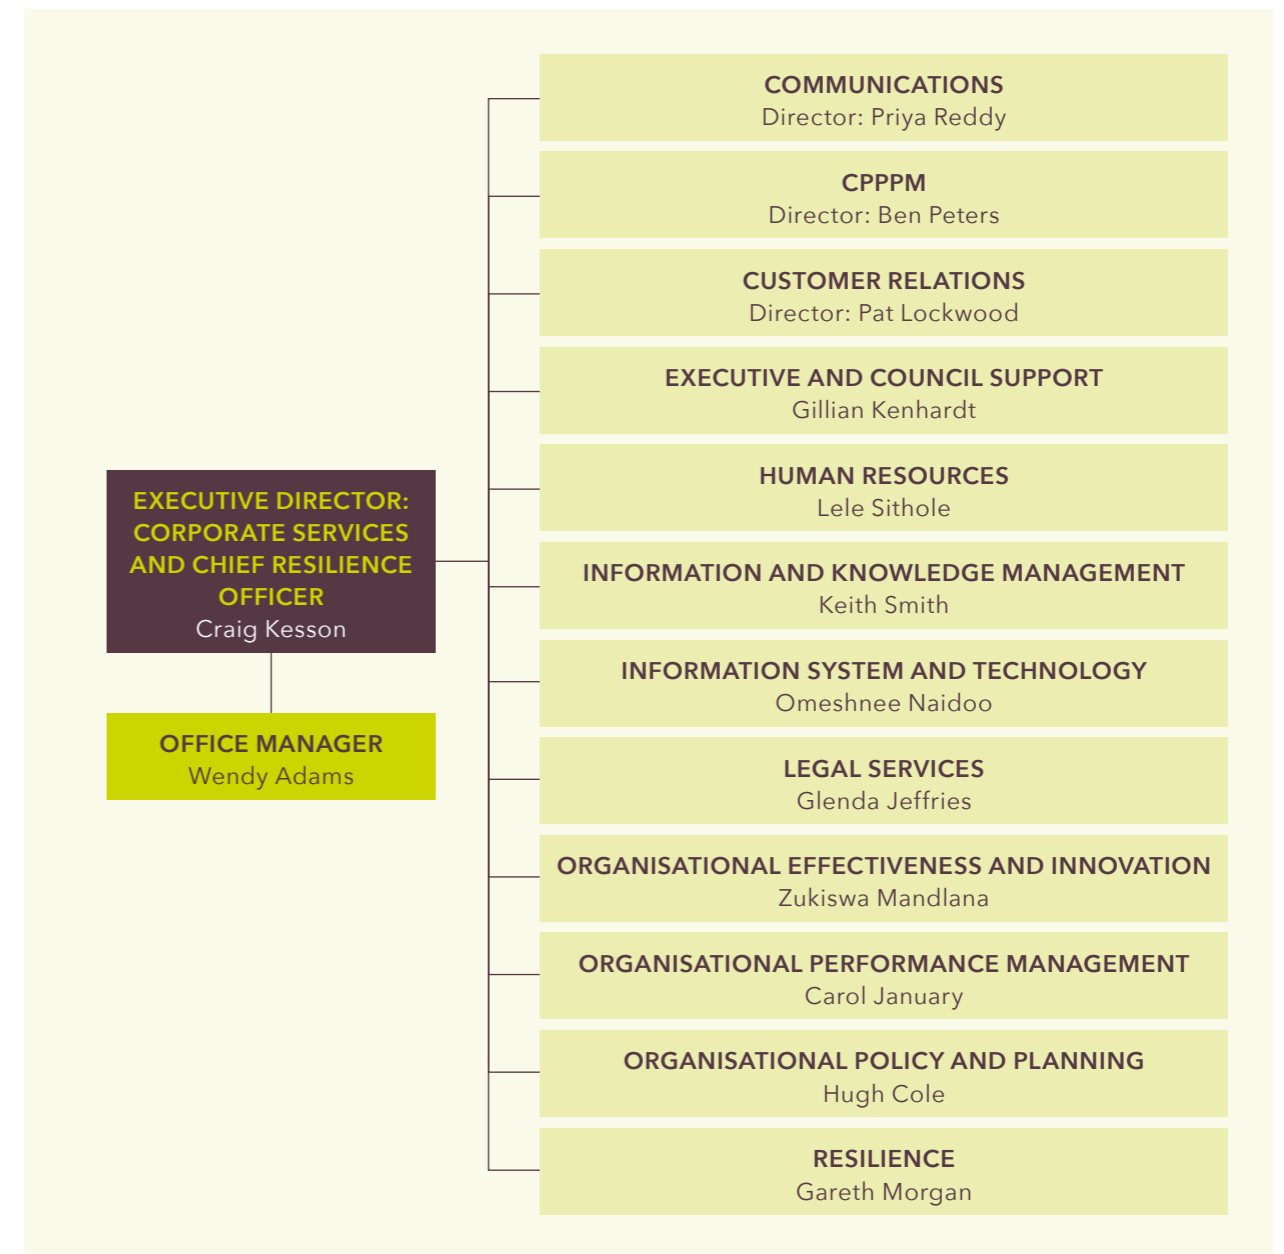 EXECUTIVE DIRECTOR:
CORPORATE SERVICES
AND CHIEF RESILIENCE
OFFICER
Craig Kesson
OFFICE MANAGER
Wendy Adams
COMMUNICATIONS
Director: Priya Reddy
CPPPM
Director: Ben Peters
CUSTOMER RELATIONS
Director: Pat Lockwood
EXECUTIVE AND COUNCIL SUPPORT
Gillian Kenhardt
HUMAN RESOURCES
Lele Sithole
INFORMATION AND KNOWLEDGE MANAGEMENT
Keith Smith
INFORMATION SYSTEM AND TECHNOLOGY
Omeshnee Naidoo
LEGAL SERVICES
Glenda Jeffries
ORGANISATIONAL EFFECTIVENESS AND INNOVATION
Zukiswa Mandlana
ORGANISATIONAL PERFORMANCE MANAGEMENT
Carol January
ORGANISATIONAL POLICY AND PLANNING
Hugh Cole
RESILIENCE
Gareth Morgan